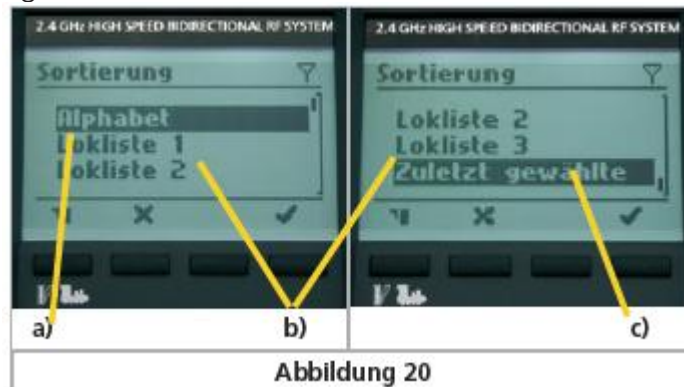 2.4 GHz HIGH SPEED BIDIRECTIONAL RF SYSTEM
Sortierung
Alphabet
Lokliste 1
Lokliste 2
2.4 GHz HIGH SPEED BIDIRECTIONAL RF SYSTEM
Sortierung
Lokliste 2
Lokliste 3
Zuletzt gewählte
a)
b)
c)
Abbildung 20